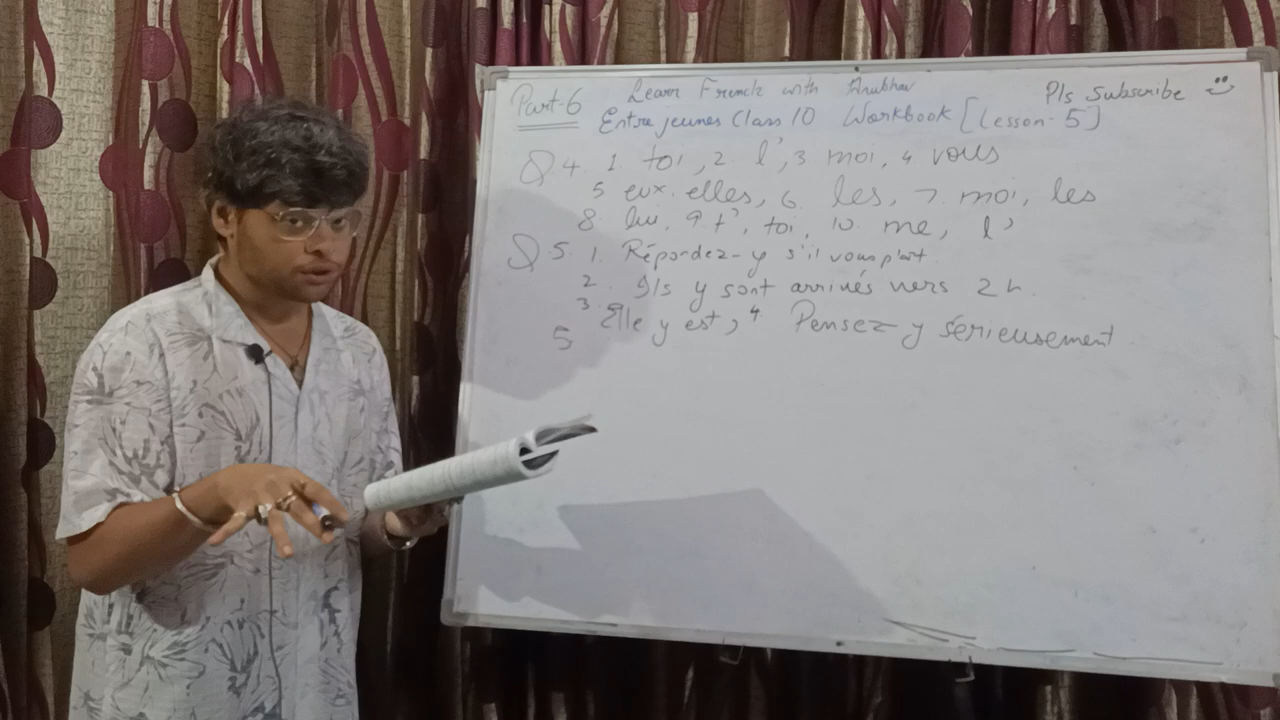 Part-6 Learn French with Anubhav Pls Subscribe
Entre jeunes Class 10 Workbook [Lesson-5]
Q 4. 1. toi, 2. l', 3 moi, 4 vous
5 eux. elles, 6. les, 7. moi, les
8. lui, 9. t', toi, 10. me, l'
Q 5. 1. Répondez-y s'il vous plaît
2. Ils y sont arrivés vers 2h.
3. Elle y est, 4. Pensez y sérieusement
5